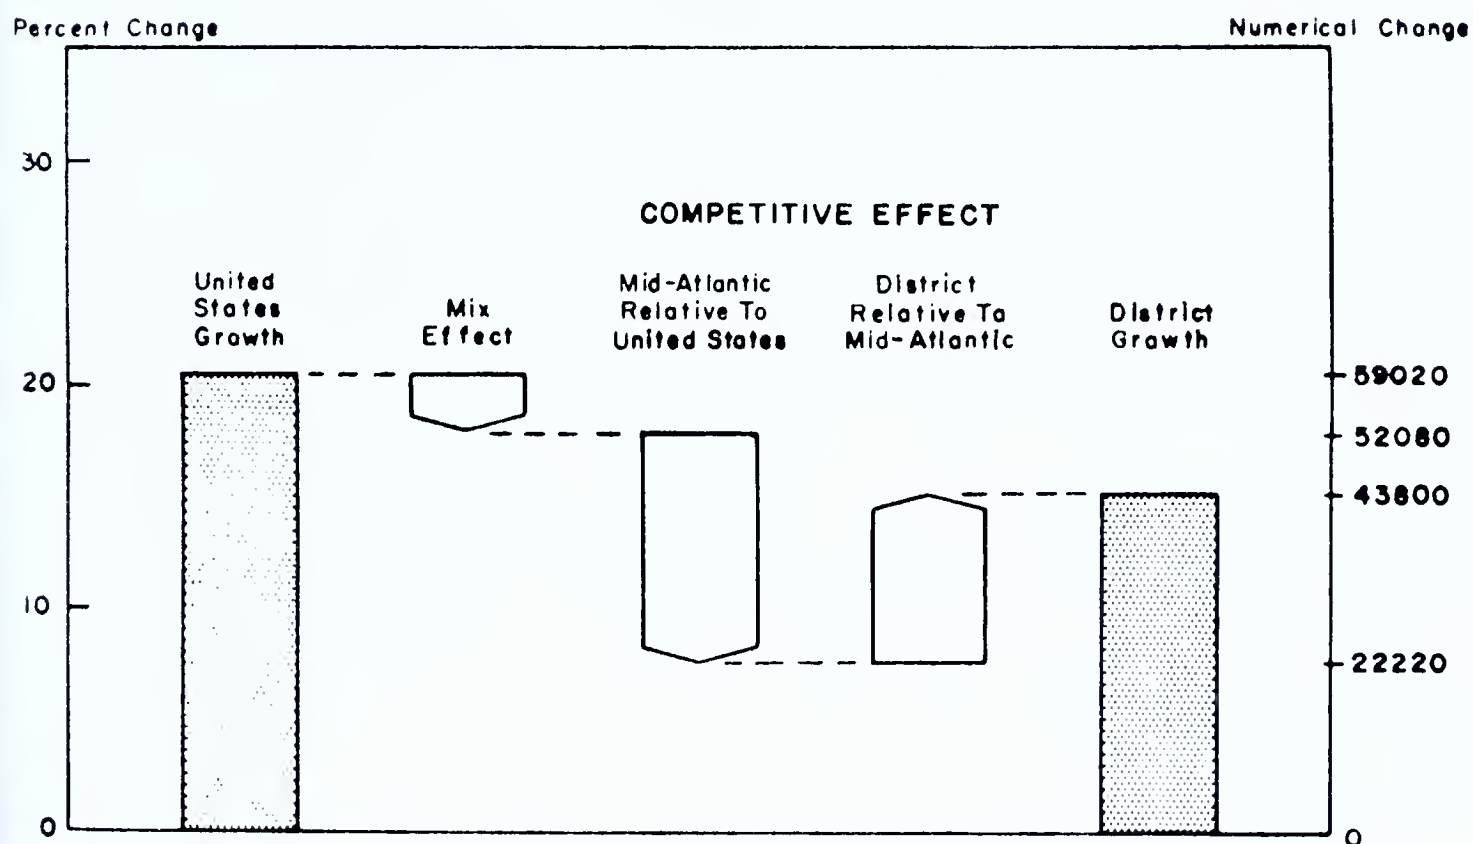 Percent Change
Numerical Change
30
COMPETITIVE EFFECT
United
States
Growth
Mix
Effect
Mid-Atlantic
Relative To
United States
District
Relative To
Mid-Atlantic
District
Growth
20
59020
52080
43800
10
22220
0
0